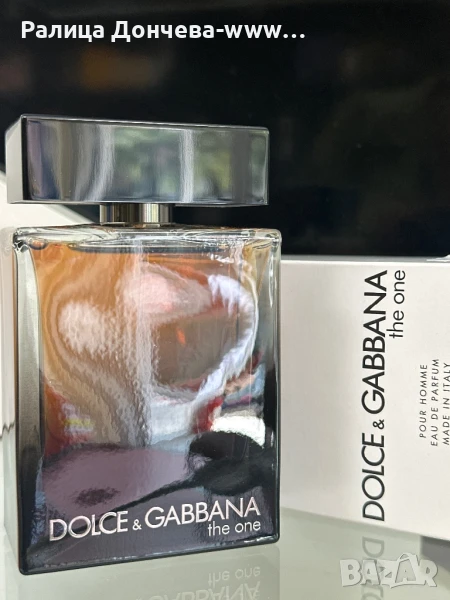 Ралица Дончева-www...
DOLCE & GABBANA
the one
DOLCE & GABBANA
the one
POUR HOMME
EAU DE PARFUM
MADE IN ITALY
BAZAR